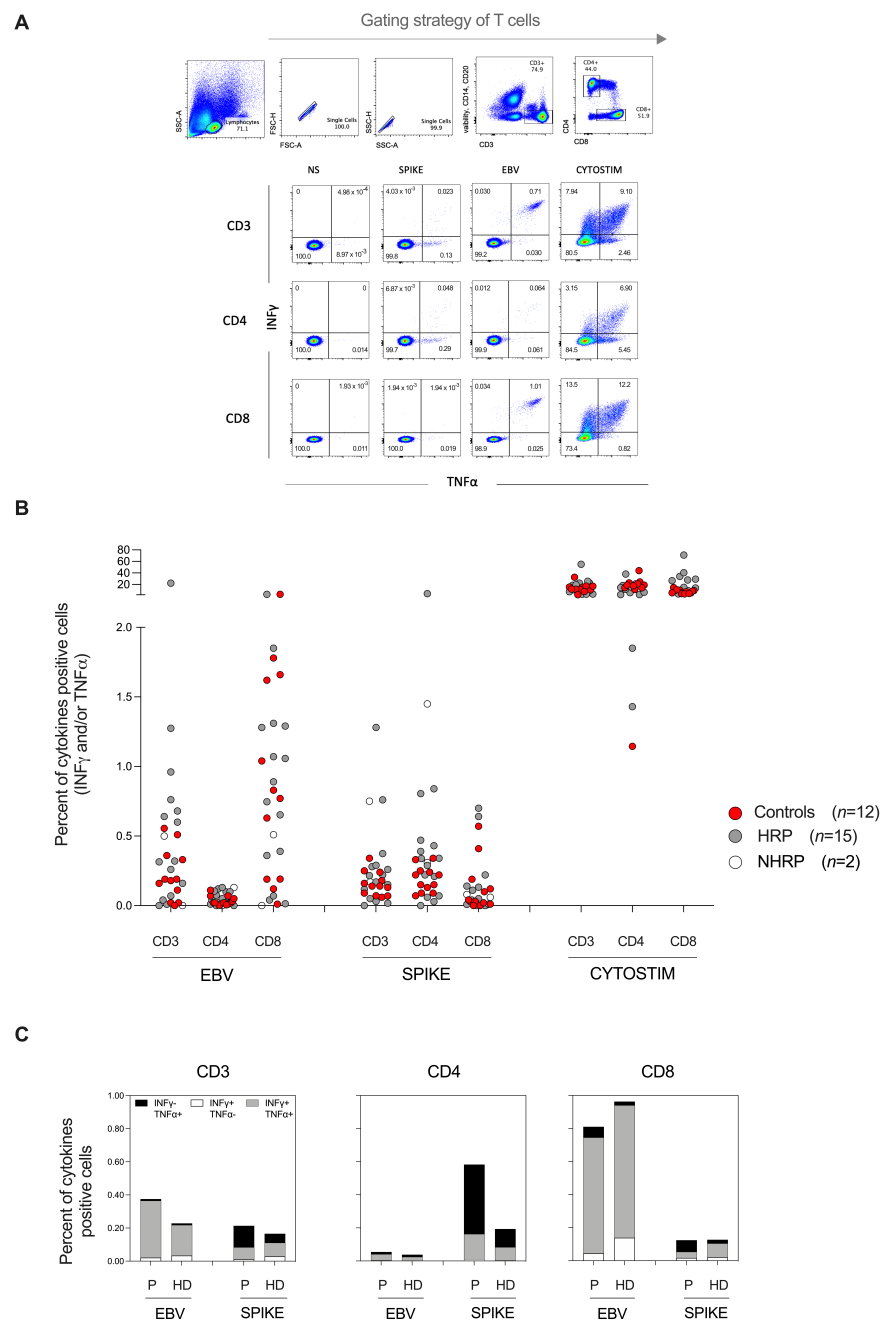 A
Gating strategy of T cells
SSC-A
Lymphocytes
71.1
FSC-H
Single Cells
100.0
FSC-A
SSC-H
Single Cells
99.9
SSC-A
vability, CD14, CD20
CD3+
74.9
CD3
CD4
CD4+
44.0
CD8+
51.9
CD8
NS SPIKE EBV CYTOSTIM
CD3
0 4.98 x 10-4
100.0 8.97 x 10-3
4.03 x 10-3 0.023
99.8 0.13
0.030 0.71
99.2 0.030
7.94 9.10
80.5 2.46
INFγ
CD4
0 0
100.0 0.014
6.87 x 10-3 0.048
99.7 0.29
0.012 0.064
99.9 0.061
3.15 6.90
84.5 5.45
CD8
0 1.93 x 10-3
100.0 0.011
1.94 x 10-3 1.94 x 10-3
100.0 0.019
0.034 1.01
98.9 0.025
13.5 12.2
73.4 0.82
TNFα
B
Percent of cytokines positive cells
(INFγ and/or TNFα)
80
60
40
20
2.0
1.5
1.0
0.5
0.0
CD3 CD4 CD8 CD3 CD4 CD8 CD3 CD4 CD8
EBV SPIKE CYTOSTIM
Controls (n=12)
HRP (n=15)
NHRP (n=2)
C
CD3 CD4 CD8
Percent of cytokines
positive cells
1.00
0.80
0.60
0.40
0.20
0.00
INFγ-
TNFα+
INFγ+
TNFα-
INFγ+
TNFα+
P HD P HD P HD P HD P HD P HD
EBV SPIKE EBV SPIKE EBV SPIKE